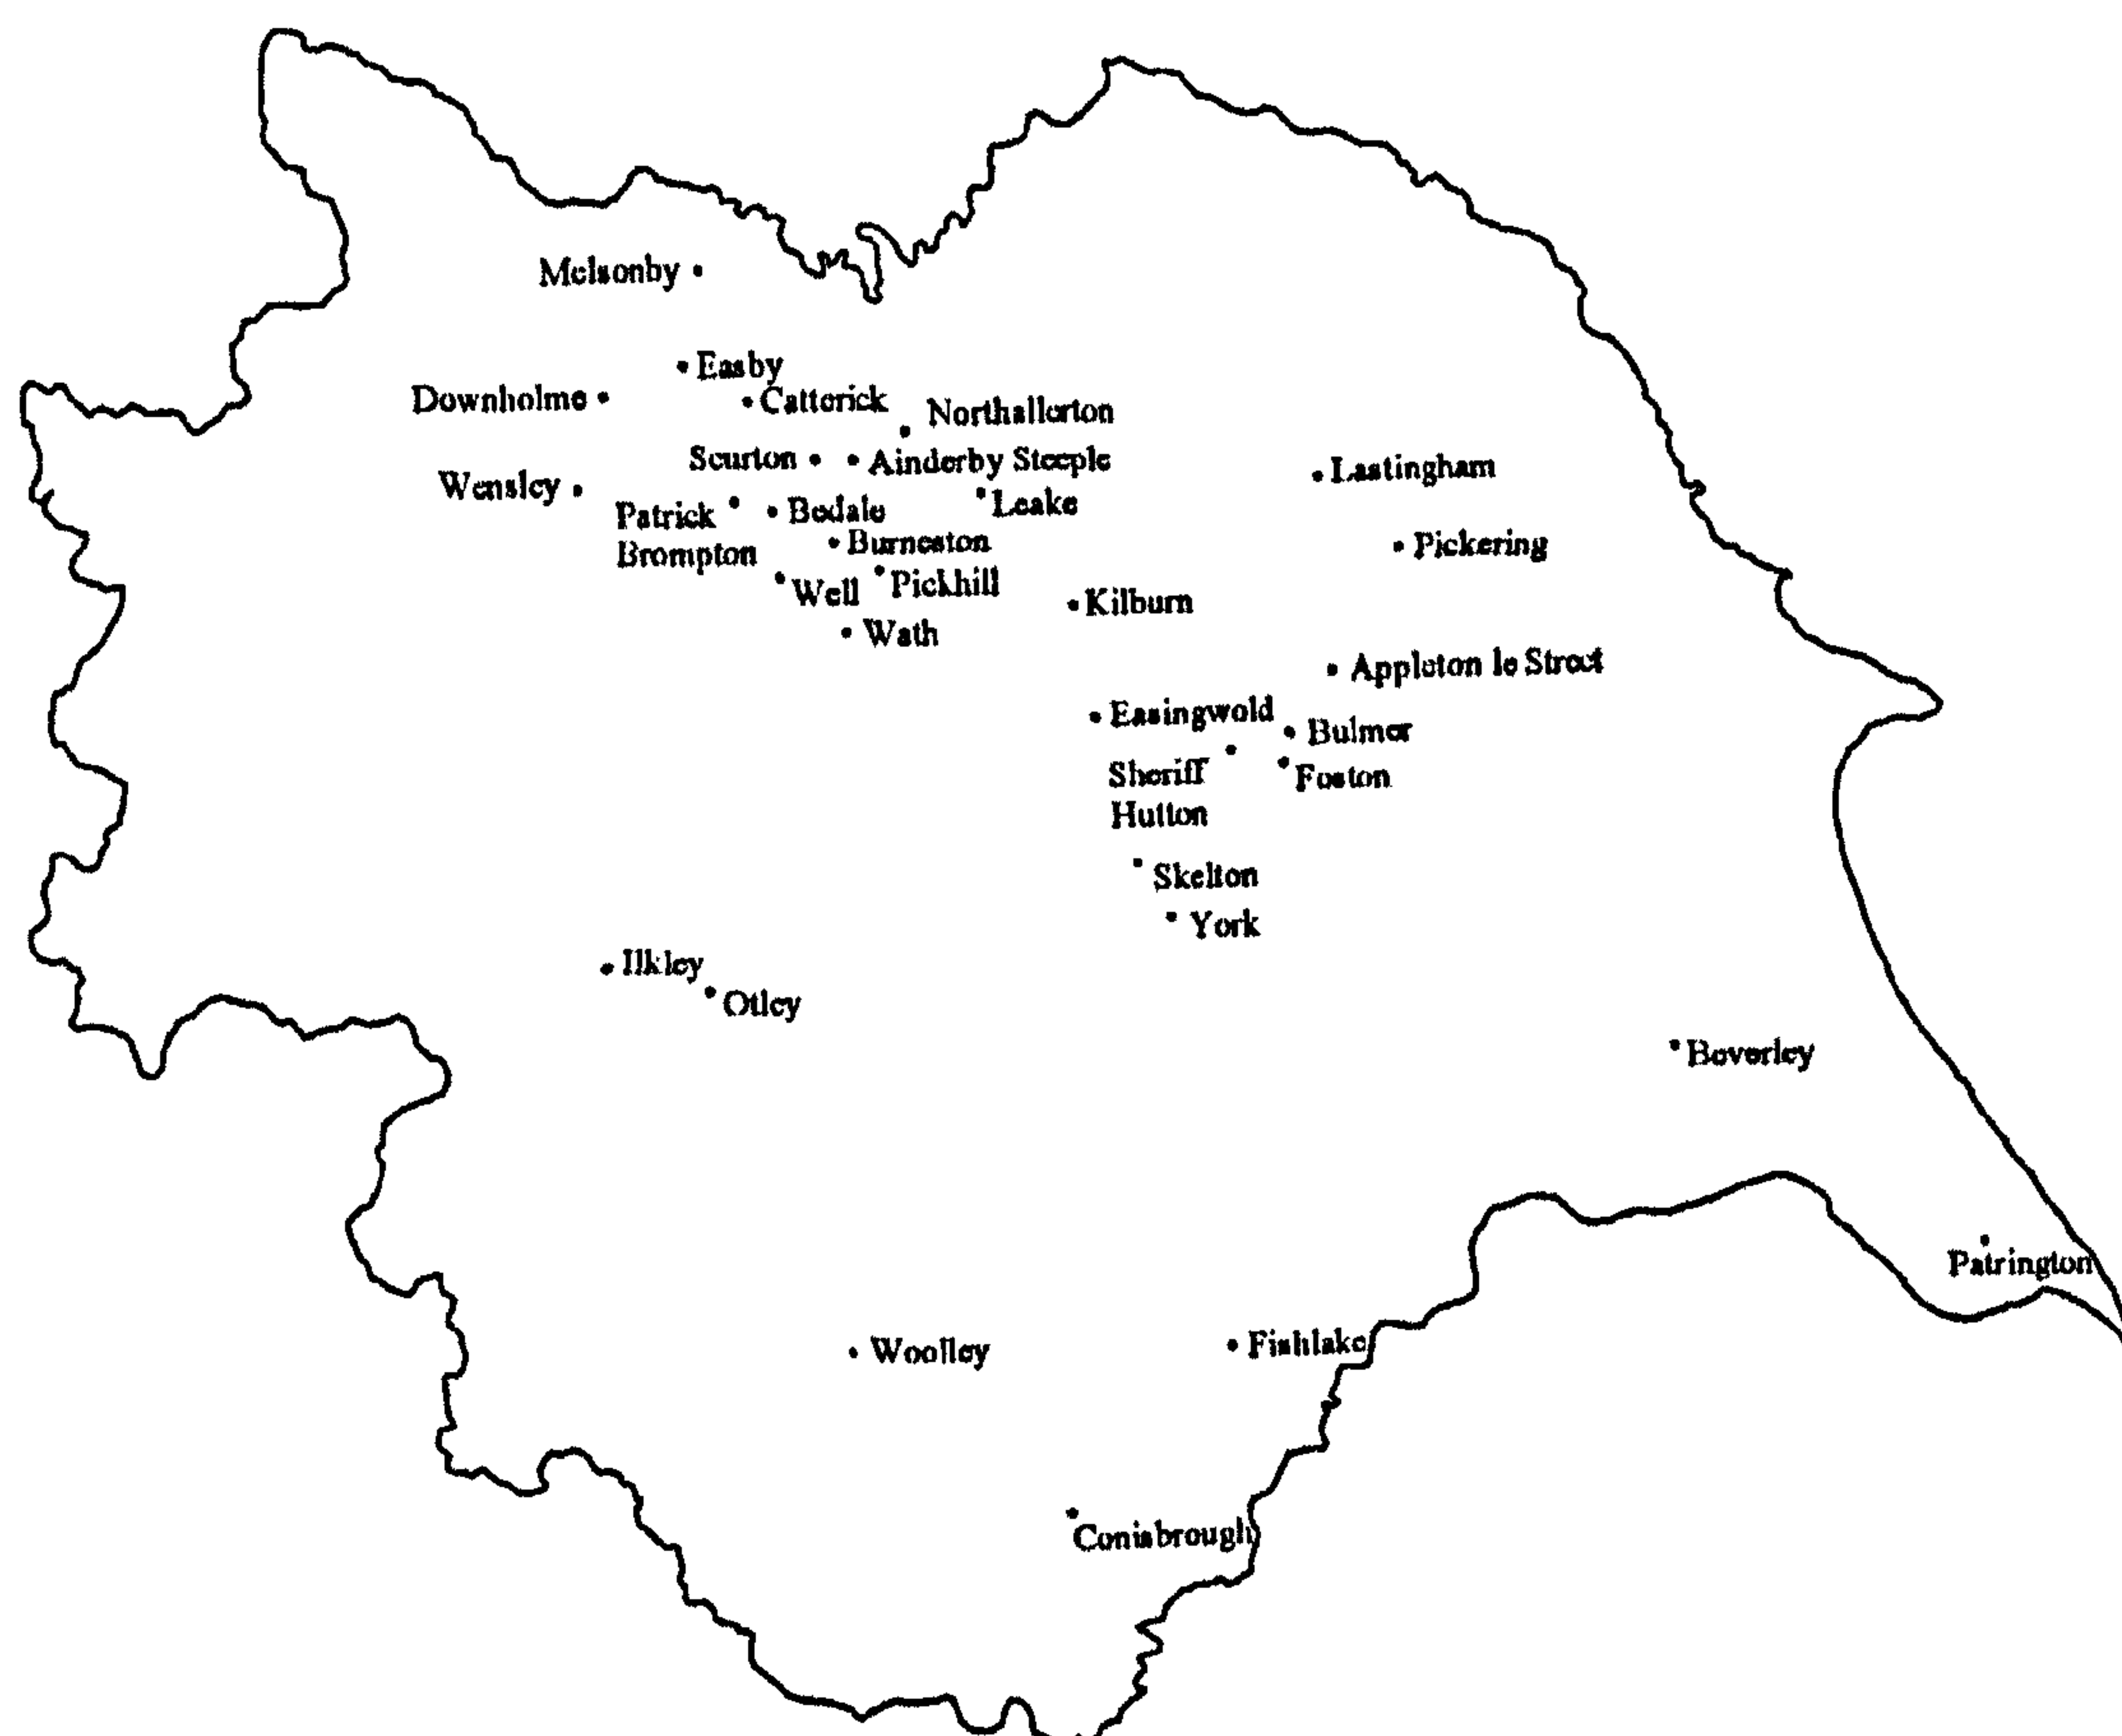 Melsonby
Easby
Downholme
Catterick
Northallerton
Scurton
Ainderby Steeple
Lastingham
Wensley
Leake
Patrick
Brompton
Bedale
Burneston
Pickering
Well
Pickhill
Kilburn
Wath
Appleton le Street
Easingwold
Bulmer
Sheriff
Hutton
Foston
Skelton
York
Ilkley
Otley
Beverley
Patrington
Woolley
Fishlake
Conisbrough